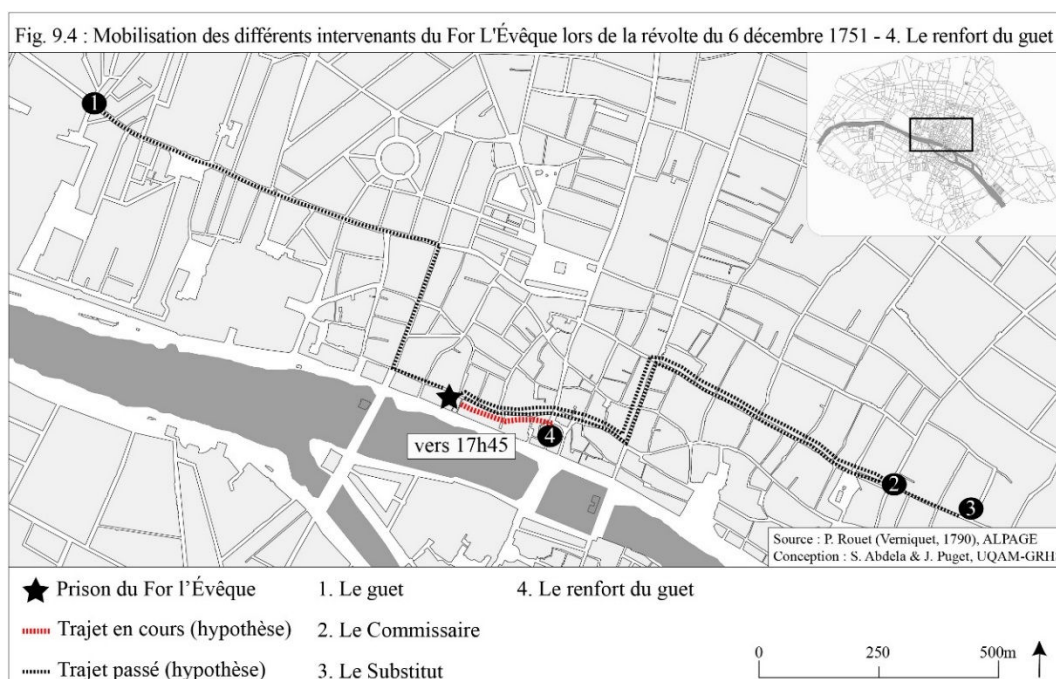 Fig. 9.4 : Mobilisation des différents intervenants du For L'Évêque lors de la révolte du 6 décembre 1751 - 4. Le renfort du guet
1
vers 17h45
4
2
3
Source : P. Rouet (Verniquet, 1790), ALPAGE
Conception : S. Abdela & J. Puget, UQAM-GRHS
Prison du For l'Évêque
1. Le guet
4. Le renfort du guet
Trajet en cours (hypothèse)
2. Le Commissaire
Trajet passé (hypothèse)
3. Le Substitut
0 250 500m